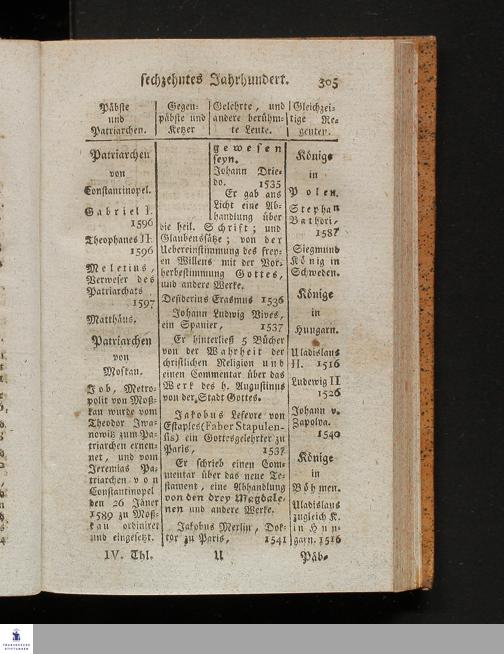 sechzehntes Jahrhundert. 305
Päbste
und
Patriarchen.
Gegen-
päbste und
Ketzer
Gelehrte, und
andere berühm-
te Leute.
Gleichzei-
tige Re-
genten.
Patriarchen
von
Constantinopel.
Gabriel I.
1596
Theophanes II.
1596
Meletius,
Verweser des
Patriarchats
1597
Matthäus.
Patriarchen
von
Moskau.
Job, Metro-
polit von Moß-
kau wurde vom
Theodor Iwa-
nowitz zum Pa-
triarchen ernen-
net, und vom
Jeremias Pa-
triarchen von
Constantinopel
den 26 Jäner
1589 zu Moß-
kau ordiniret
und eingesetzt.
gewesen
seyn.
Johann Drie-
do. 1535
Er gab ans
Licht eine Ab-
handlung über
die heil. Schrift; und
Glaubenssätze; von der
Uebereinstimmung des frey-
en Willens mit der Vor-
herbestimmung Gottes,
und andere Werke.
Desiderius Erasmus 1536
Johann Ludwig Vives,
ein Spanier, 1537
Er hinterließ 5 Bücher
von der Wahrheit der
christlichen Religion und
einen Commentar über das
Werk des h. Augustinus
von der Stadt Gottes.
Jakobus Lefevre von
Estaples (Faber Stapulen-
sis) ein Gottesgelehrter zu
Paris, 1537
Er schrieb einen Com-
mentar über das neue Te-
stament, eine Abhandlung
von den drey Magdale-
nen und andere Werke.
Jakobus Merlin, Dok-
tor zu Paris, 1541
Könige
in
Polen.
Stephan
Bathori,
1587
Siegmund
König in
Schweden.
Könige
in
Hungarn.
Uladislaus
II. 1516
Ludewig II
1526
Johann v.
Zapolya.
1540
Könige
in
Böhmen.
Uladislaus
zugleich K.
in Hun-
garn. 1516
IV. Thl. U Päb-
FRANCKESCHE
STIFTUNGEN